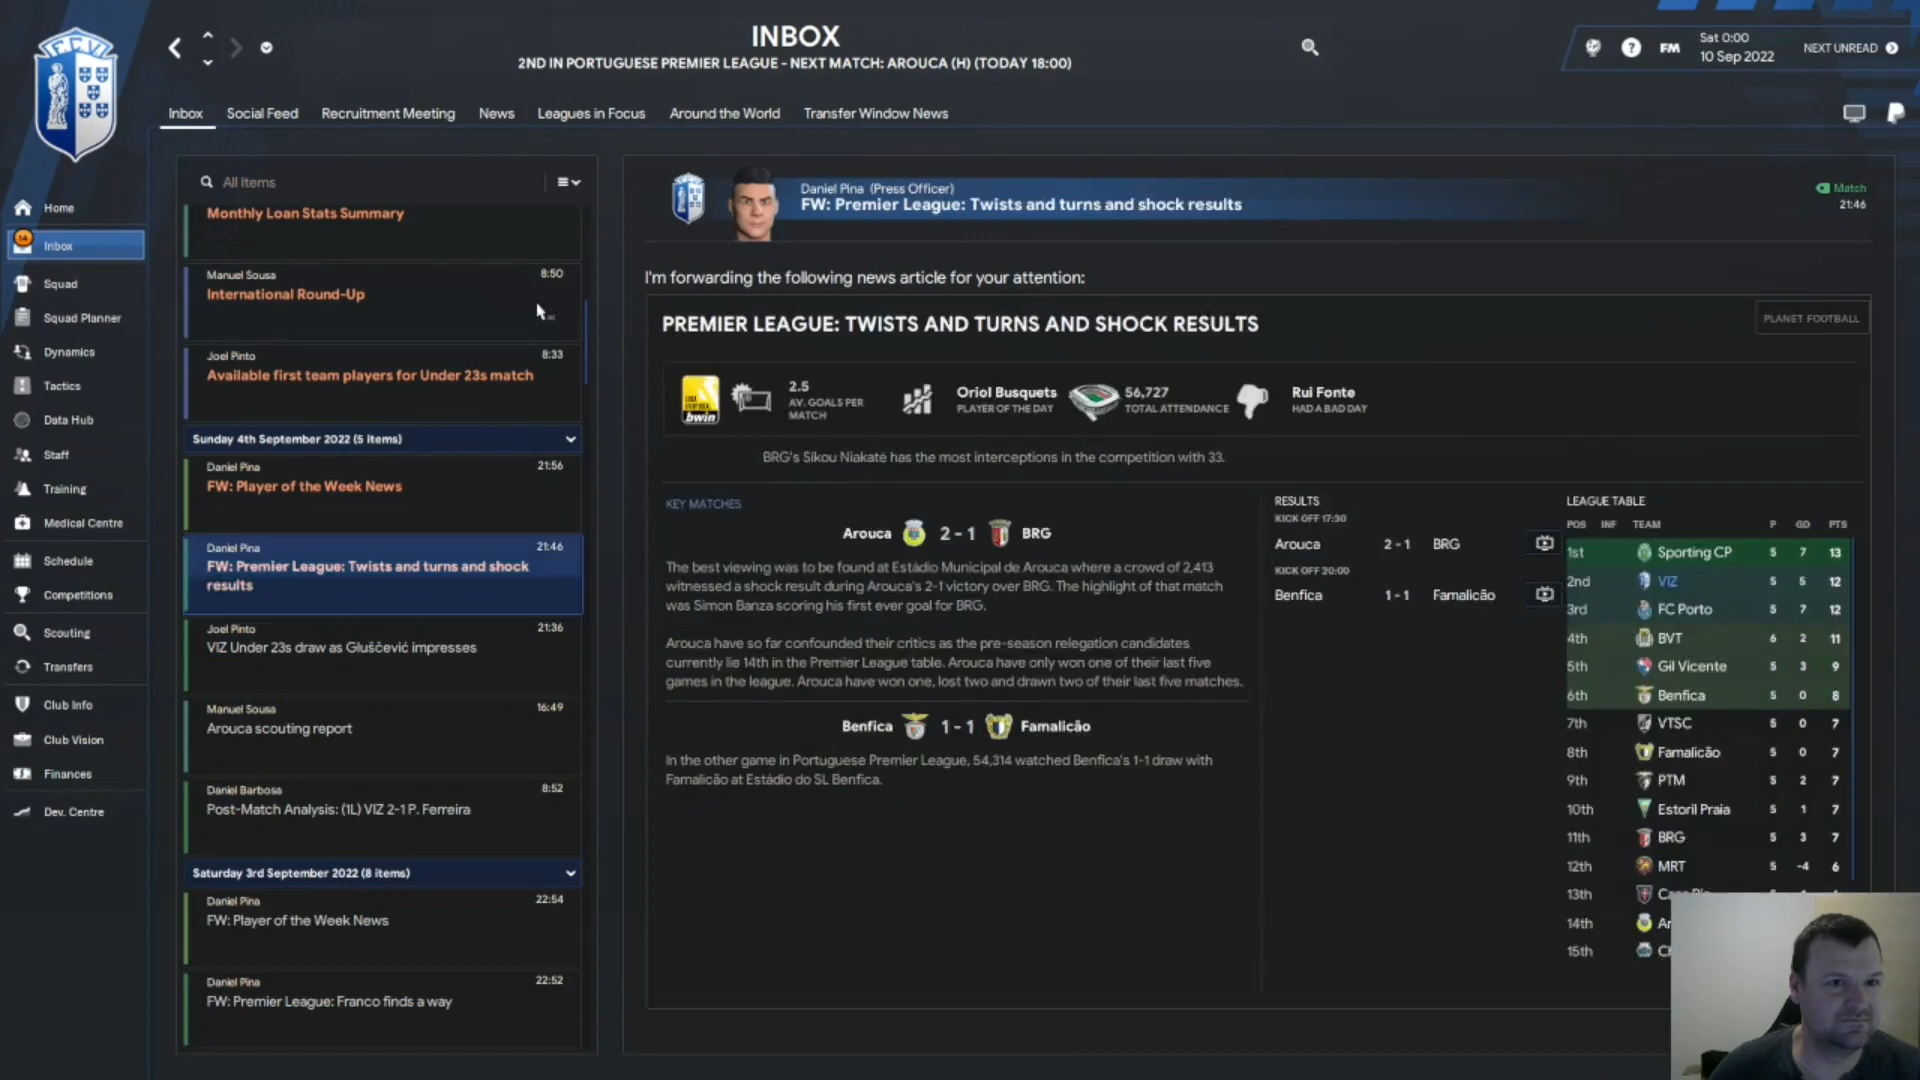 INBOX
2ND IN PORTUGUESE PREMIER LEAGUE - NEXT MATCH: AROUCA (H) (TODAY 18:00)
FM
Sat 0:00
10 Sep 2022
NEXT UNREAD
Inbox
Social Feed
Recruitment Meeting
News
Leagues in Focus
Around the World
Transfer Window News
Home
14
Inbox
Squad
Squad Planner
Dynamics
Tactics
Data Hub
Staff
Training
Medical Centre
Schedule
Competitions
Scouting
Transfers
Club Info
Club Vision
Finances
Dev. Centre
All Items
Monthly Loan Stats Summary
Manuel Sousa 8:50
International Round-Up
Joel Pinto 8:33
Available first team players for Under 23s match
Sunday 4th September 2022 (5 items)
Daniel Pina 21:56
FW: Player of the Week News
Daniel Pina 21:46
FW: Premier League: Twists and turns and shock
results
Joel Pinto 21:36
VIZ Under 23s draw as Gluščević impresses
Manuel Sousa 16:49
Arouca scouting report
Daniel Barbosa 8:52
Post-Match Analysis: (1L) VIZ 2-1 P. Ferreira
Saturday 3rd September 2022 (8 items)
Daniel Pina 22:54
FW: Player of the Week News
Daniel Pina 22:52
FW: Premier League: Franco finds a way
Daniel Pina (Press Officer)
FW: Premier League: Twists and turns and shock results
Match
21:46
I'm forwarding the following news article for your attention:
PREMIER LEAGUE: TWISTS AND TURNS AND SHOCK RESULTS
PLANET FOOTBALL
bwin
2.5
AV. GOALS PER
MATCH
Oriol Busquets
PLAYER OF THE DAY
56,727
TOTAL ATTENDANCE
Rui Fonte
HAD A BAD DAY
BRG's Sikou Niakaté has the most interceptions in the competition with 33.
KEY MATCHES
Arouca 2 - 1 BRG
The best viewing was to be found at Estádio Municipal de Arouca where a crowd of 2,413
witnessed a shock result during Arouca's 2-1 victory over BRG. The highlight of that match
was Simon Banza scoring his first ever goal for BRG.
Arouca have so far confounded their critics as the pre-season relegation candidates
currently lie 14th in the Premier League table. Arouca have only won one of their last five
games in the league. Arouca have won one, lost two and drawn two of their last five matches.
Benfica 1 - 1 Famalicão
In the other game in Portuguese Premier League, 54,314 watched Benfica's 1-1 draw with
Famalicão at Estádio do SL Benfica.
RESULTS
KICK OFF 17:30
Arouca 2 - 1 BRG
KICK OFF 20:00
Benfica 1 - 1 Famalicão
LEAGUE TABLE
POS INF TEAM P GD PTS
1st Sporting CP 5 7 13
2nd VIZ 5 5 12
3rd FC Porto 5 7 12
4th BVT 6 2 11
5th Gil Vicente 5 3 9
6th Benfica 5 0 8
7th VTSC 5 0 7
8th Famalicão 5 0 7
9th PTM 5 2 7
10th Estoril Praia 5 1 7
11th BRG 5 3 7
12th MRT 5 -4 6
13th
14th Ar
15th